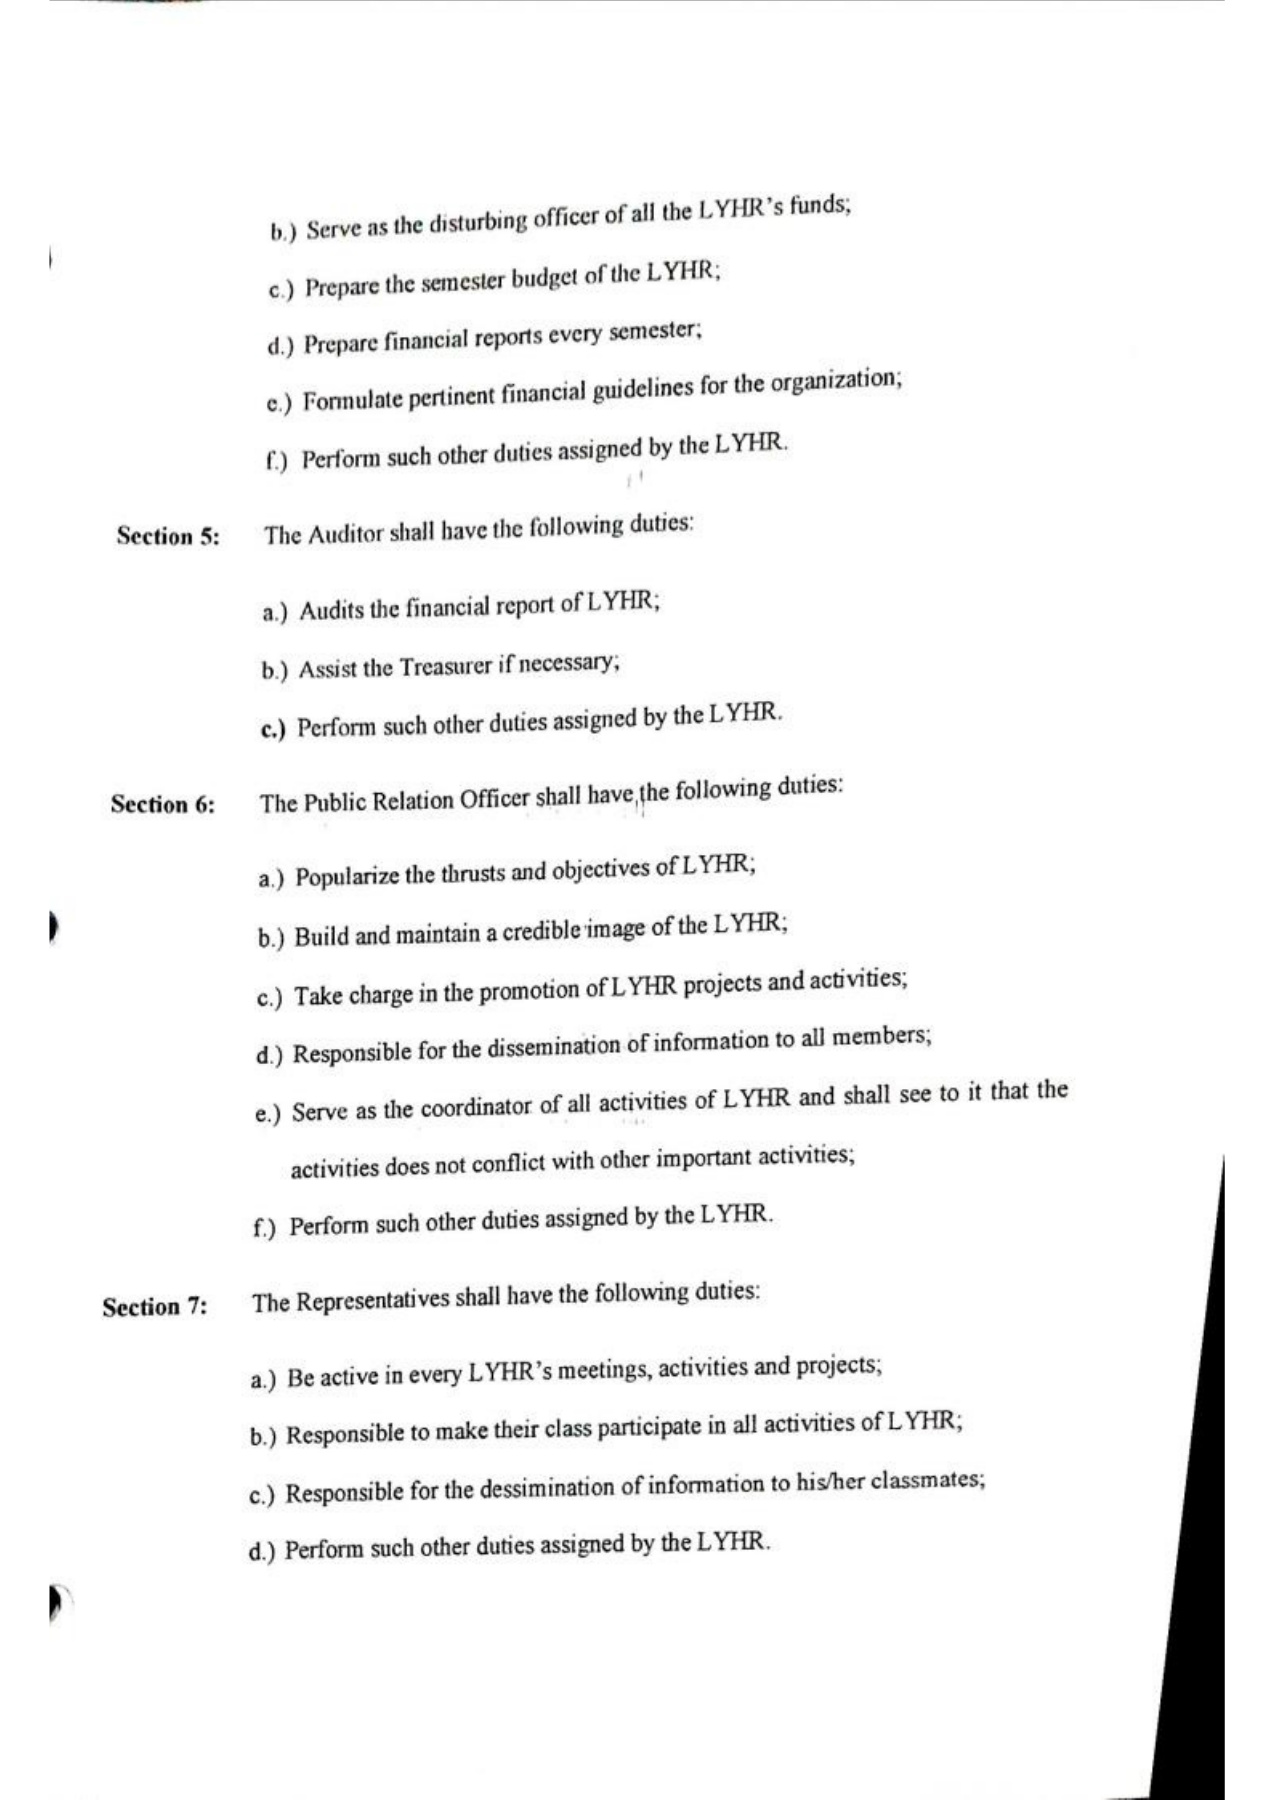 b.) Serve as the disturbing officer of all the LYHR's funds;
c.) Prepare the semester budget of the LYHR;
d.) Prepare financial reports every semester;
e.) Formulate pertinent financial guidelines for the organization;
f.) Perform such other duties assigned by the LYHR.
Section 5: The Auditor shall have the following duties:
a.) Audits the financial report of LYHR;
b.) Assist the Treasurer if necessary;
c.) Perform such other duties assigned by the LYHR.
Section 6: The Public Relation Officer shall have the following duties:
a.) Popularize the thrusts and objectives of LYHR;
b.) Build and maintain a credible image of the LYHR;
c.) Take charge in the promotion of LYHR projects and activities;
d.) Responsible for the dissemination of information to all members;
e.) Serve as the coordinator of all activities of LYHR and shall see to it that the
activities does not conflict with other important activities;
f.) Perform such other duties assigned by the LYHR.
Section 7: The Representatives shall have the following duties:
a.) Be active in every LYHR's meetings, activities and projects;
b.) Responsible to make their class participate in all activities of LYHR;
c.) Responsible for the dessimination of information to his/her classmates;
d.) Perform such other duties assigned by the LYHR.